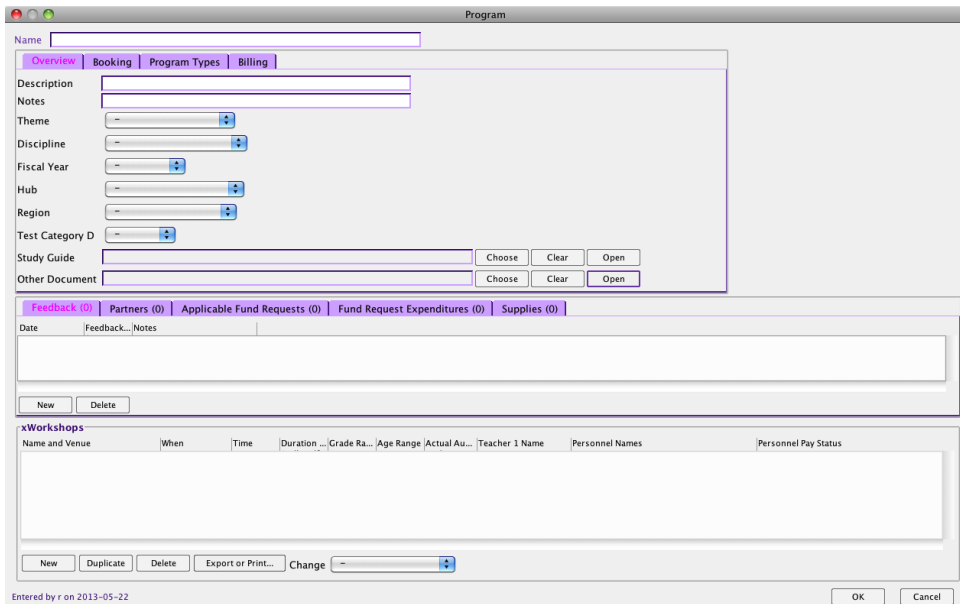 Program
Name
Overview Booking Program Types Billing
Description
Notes
Theme -
Discipline -
Fiscal Year -
Hub -
Region -
Test Category D -
Study Guide Choose Clear Open
Other Document Choose Clear Open
Feedback (0) Partners (0) Applicable Fund Requests (0) Fund Request Expenditures (0) Supplies (0)
Date Feedback... Notes
New Delete
xWorkshops
Name and Venue When Time Duration ... Grade Ra... Age Range Actual Au... Teacher 1 Name Personnel Names Personnel Pay Status
New Duplicate Delete Export or Print... Change -
Entered by r on 2013-05-22 OK Cancel